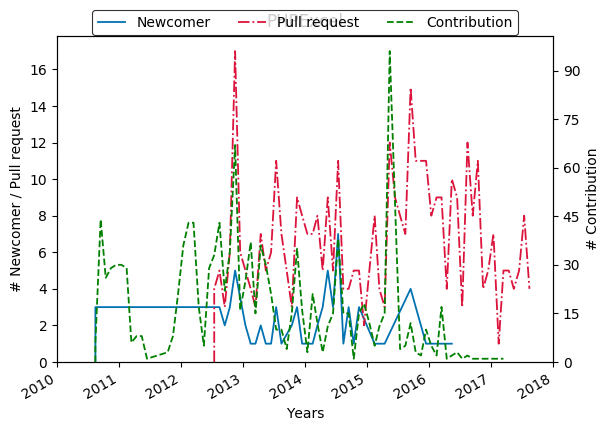 PHPExcel
Newcomer Pull request Contribution
16
14
12
10
8
6
4
2
0
90
75
60
45
30
15
0
# Newcomer / Pull request
# Contribution
2010 2011 2012 2013 2014 2015 2016 2017 2018
Years